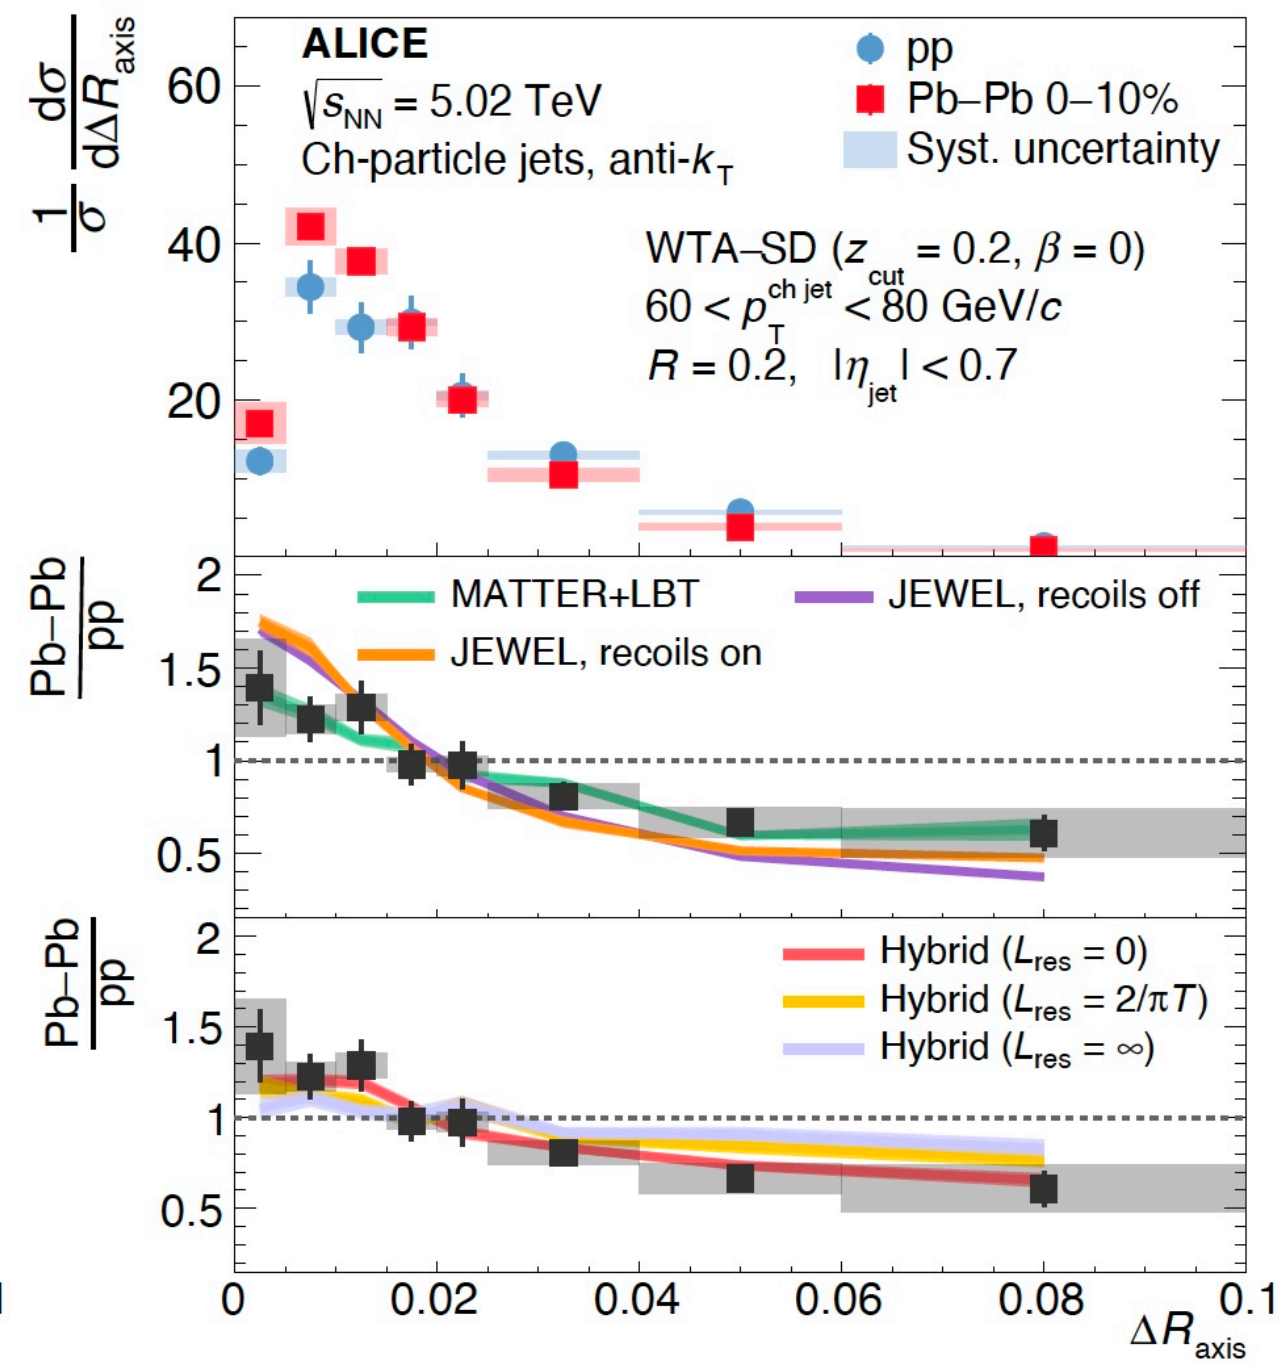 1/σ dσ/dΔR_axis
ALICE
√s_NN = 5.02 TeV
Ch-particle jets, anti-k_T
pp
Pb–Pb 0–10%
Syst. uncertainty
WTA–SD (z_cut = 0.2, β = 0)
60 < p_T^ch jet < 80 GeV/c
R = 0.2, |η_jet| < 0.7
60
40
20
Pb–Pb/pp
MATTER+LBT
JEWEL, recoils off
JEWEL, recoils on
2
1.5
1
0.5
Pb–Pb/pp
Hybrid (L_res = 0)
Hybrid (L_res = 2/πT)
Hybrid (L_res = ∞)
2
1.5
1
0.5
0 0.02 0.04 0.06 0.08 0.1
ΔR_axis